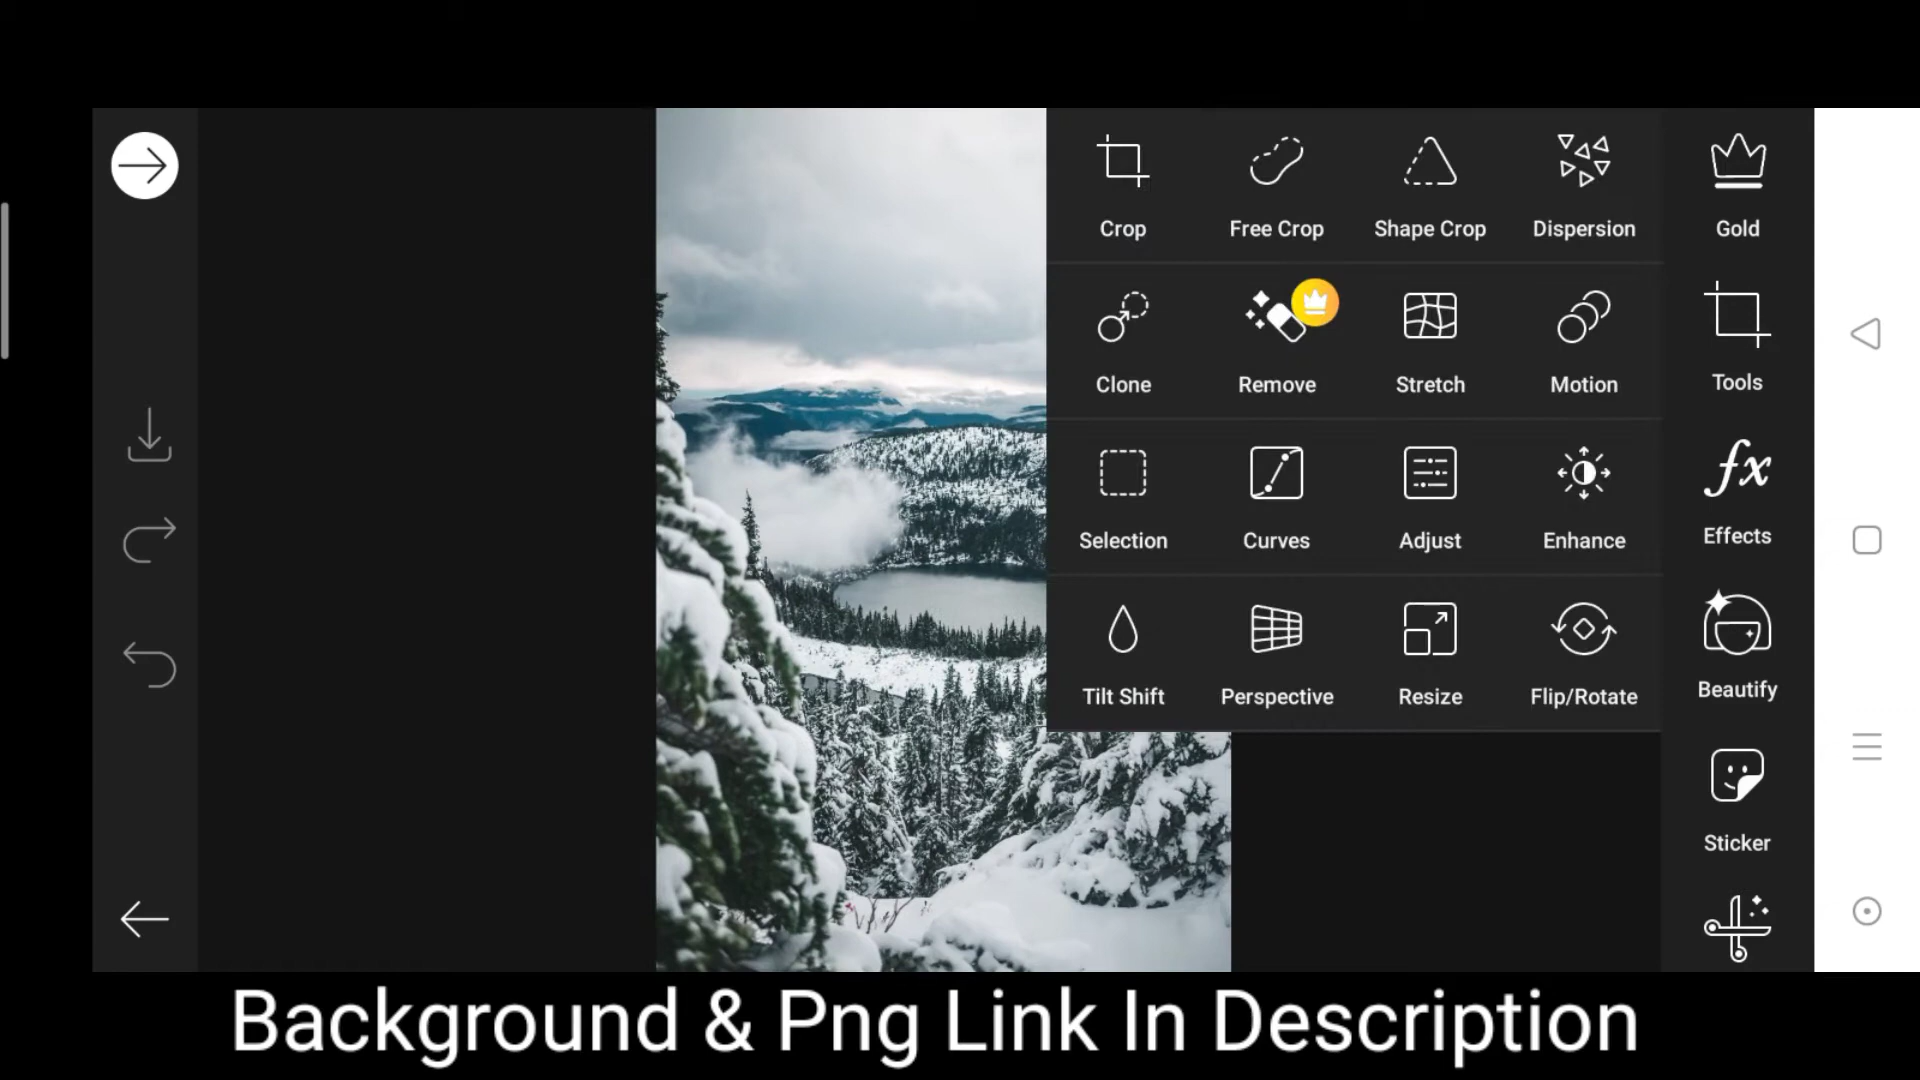 Crop Free Crop Shape Crop Dispersion Gold
Clone Remove Stretch Motion Tools
Selection Curves Adjust Enhance Effects
Tilt Shift Perspective Resize Flip/Rotate Beautify
Sticker
Background & Png Link In Description